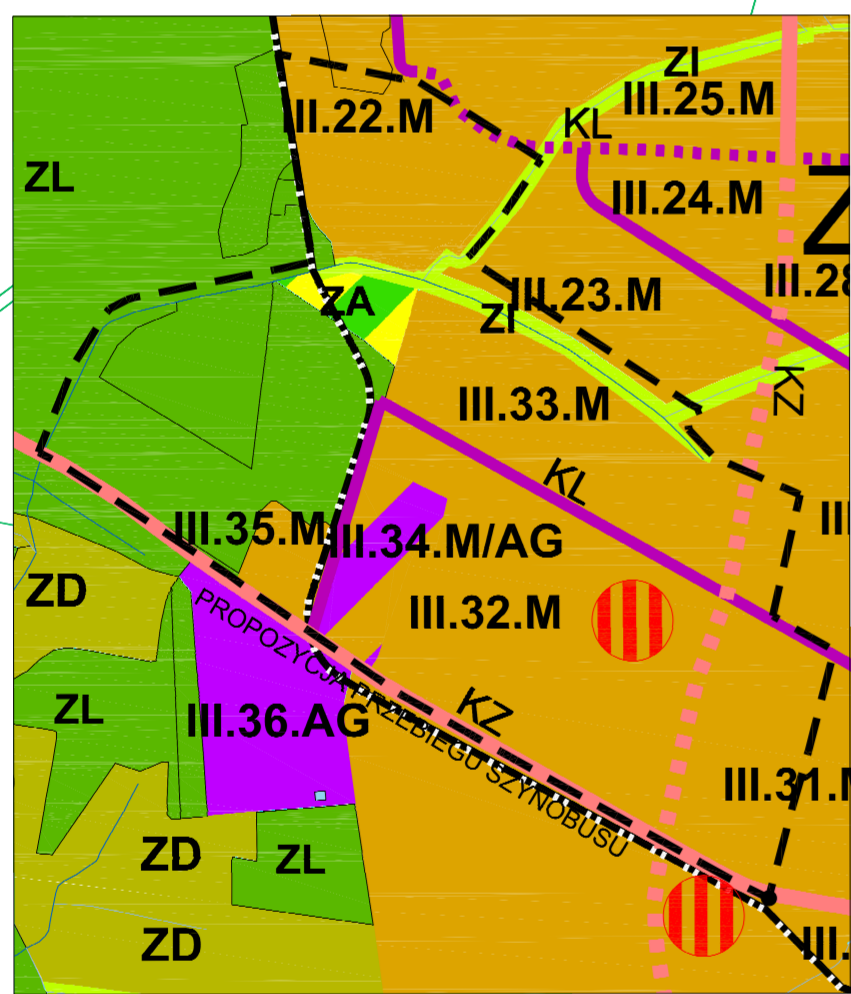 ZI
III.25.M
II.22.M
KL
ZL
III.24.M
Z
III.28
ZA
III.23.M
ZI
KZ
III.33.M
KL
III
III.35.M
III.34.M/AG
ZD
III.32.M
PROPOZYCJA PRZEBIEGU SZYNOBUSU
ZL
III.36.AG
KZ
III.31.M
ZD
ZL
ZD
III.